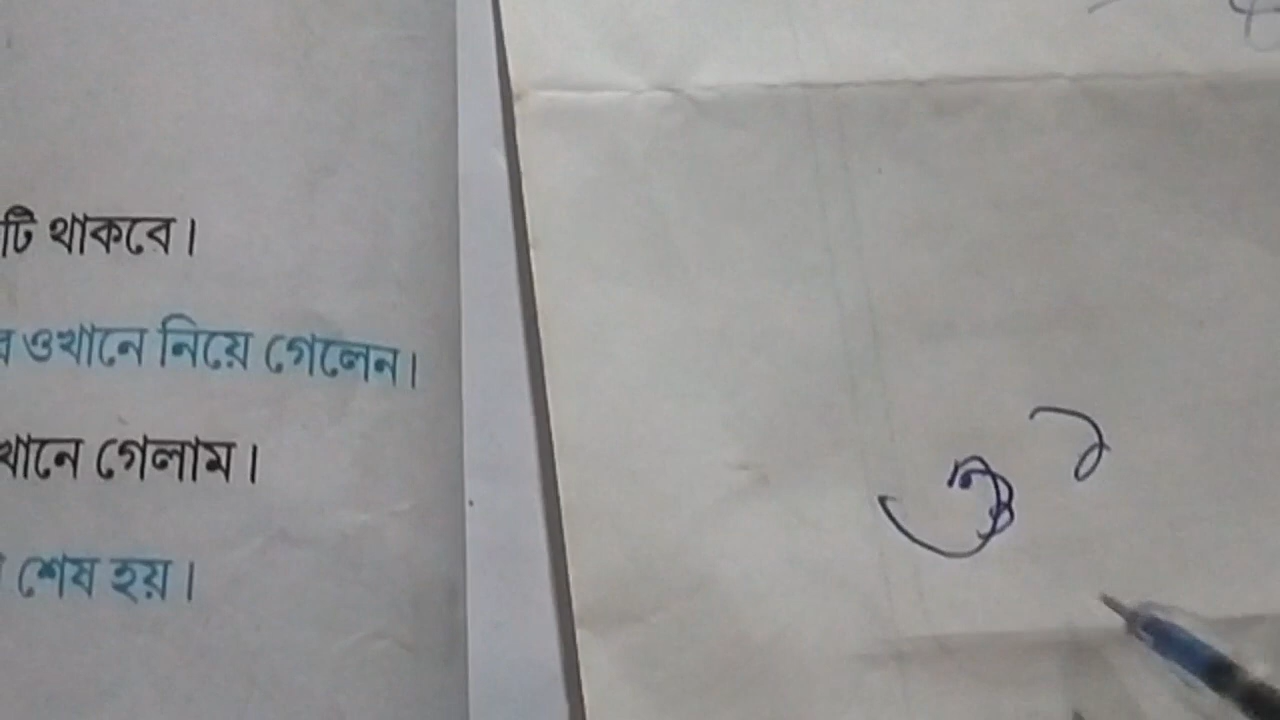 টি থাকবে।
ওখানে নিয়ে গেলেন।
খানে গেলাম।
শেষ হয়।